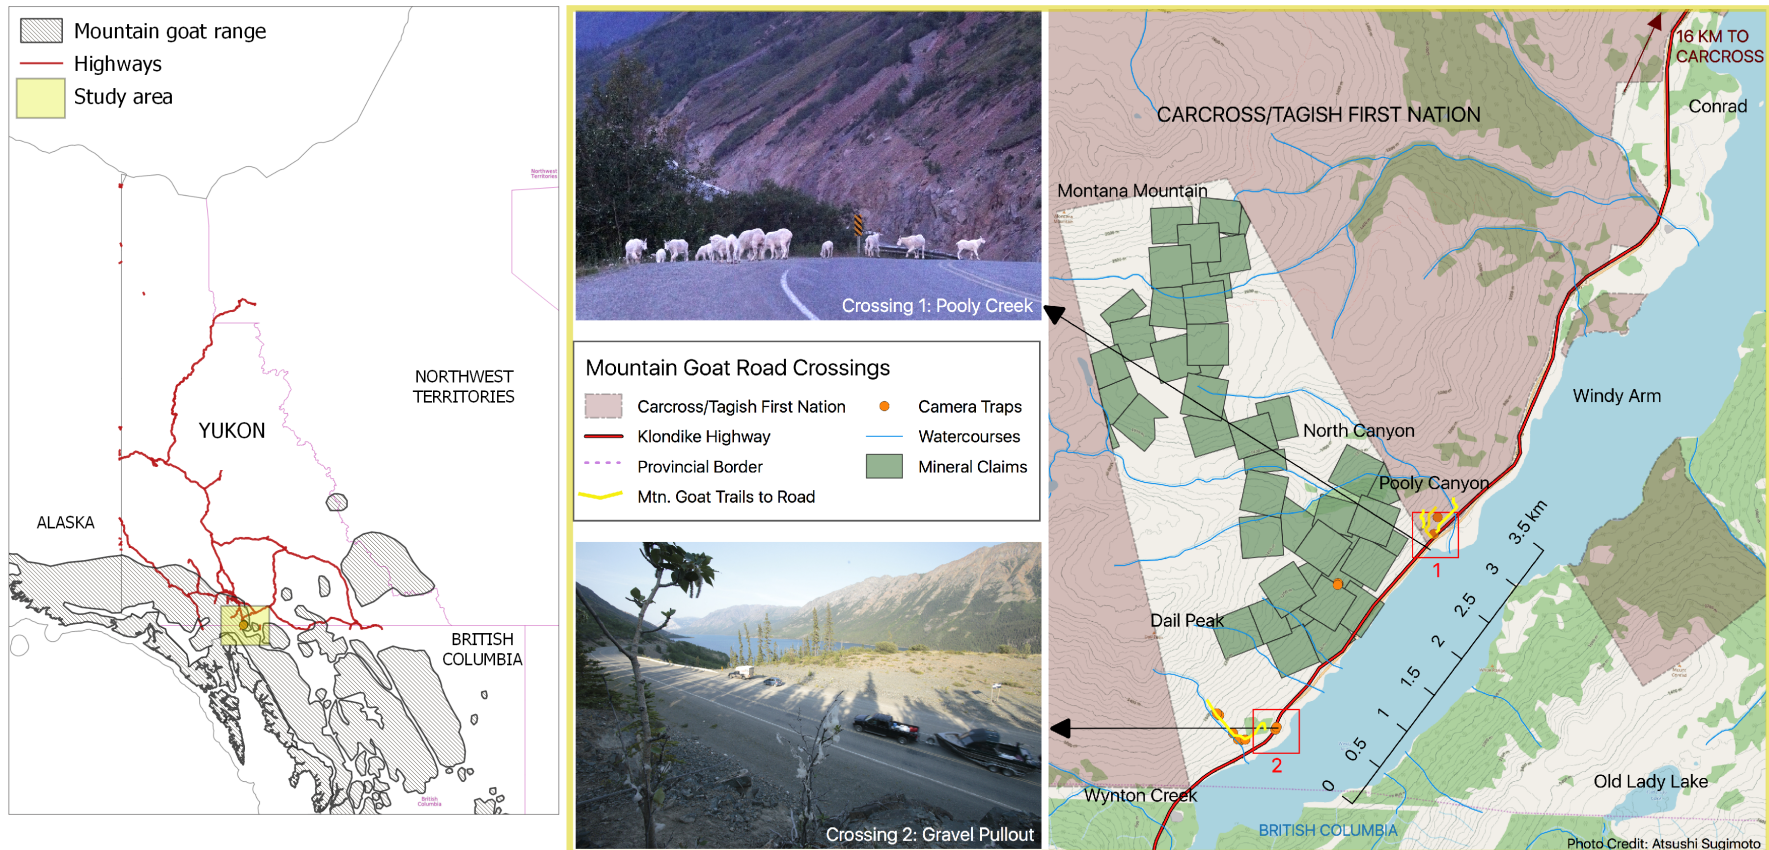 Mountain goat range
Highways
Study area
Northwest
Territories
NORTHWEST
TERRITORIES
YUKON
ALASKA
BRITISH
COLUMBIA
British
Columbia
Crossing 1: Pooly Creek
Mountain Goat Road Crossings
Carcross/Tagish First Nation
Klondike Highway
Provincial Border
Mtn. Goat Trails to Road
Camera Traps
Watercourses
Mineral Claims
Crossing 2: Gravel Pullout
16 KM TO
CARCROSS
Conrad
CARCROSS/TAGISH FIRST NATION
Montana Mountain
Windy Arm
North Canyon
Pooly Canyon
1
Dail Peak
2
Wynton Creek
0
0.5
1
1.5
2
2.5
3
3.5 km
Old Lady Lake
BRITISH COLUMBIA
Photo Credit: Atsushi Sugimoto